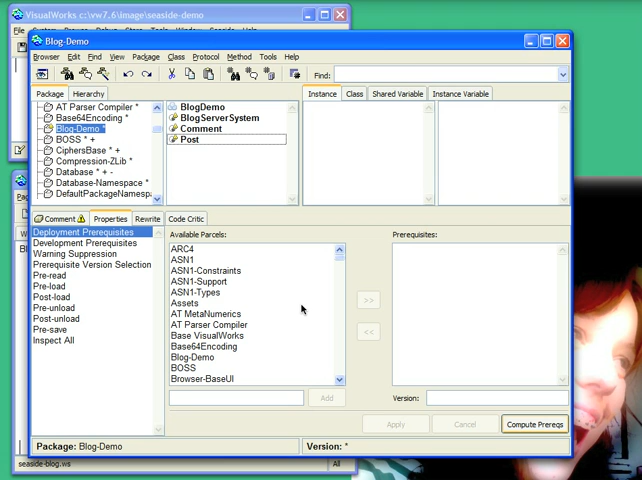 VisualWorks c:\vw7.6\image\seaside-demo
Blog-Demo
Browser Edit Find View Package Class Protocol Method Tools Help
Find:
Package Hierarchy
Instance Class Shared Variable Instance Variable
AT Parser Compiler *
Base64Encoding *
Blog-Demo *
BOSS * +
CiphersBase * +
Compression-ZLib *
Database * + -
Database-Namespace *
DefaultPackageNamespa
BlogDemo
BlogServerSystem
Comment
Post
Comment Properties Rewrite Code Critic
Deployment Prerequisites
Development Prerequisites
Warning Suppression
Prerequisite Version Selection
Pre-read
Pre-load
Post-load
Pre-unload
Post-unload
Pre-save
Inspect All
Available Parcels:
ARC4
ASN1
ASN1-Constraints
ASN1-Support
ASN1-Types
Assets
AT MetaNumerics
AT Parser Compiler
Base VisualWorks
Base64Encoding
Blog-Demo
BOSS
Browser-BaseUI
Add
>>
<<
Prerequisites:
Version:
Apply Cancel Compute Prereqs
Package: Blog-Demo
Version: *
seaside-blog.ws
All